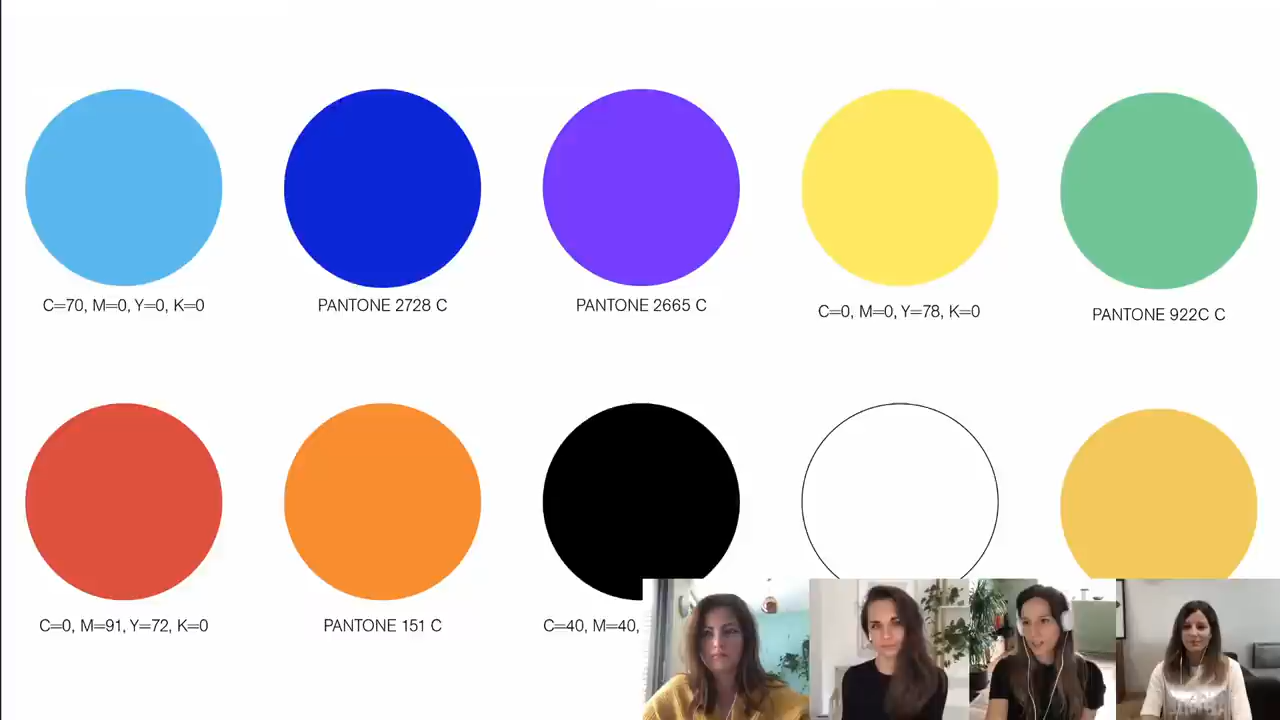 C=70, M=0, Y=0, K=0
PANTONE 2728 C
PANTONE 2665 C
C=0, M=0, Y=78, K=0
PANTONE 922C C
C=0, M=91, Y=72, K=0
PANTONE 151 C
C=40, M=40,